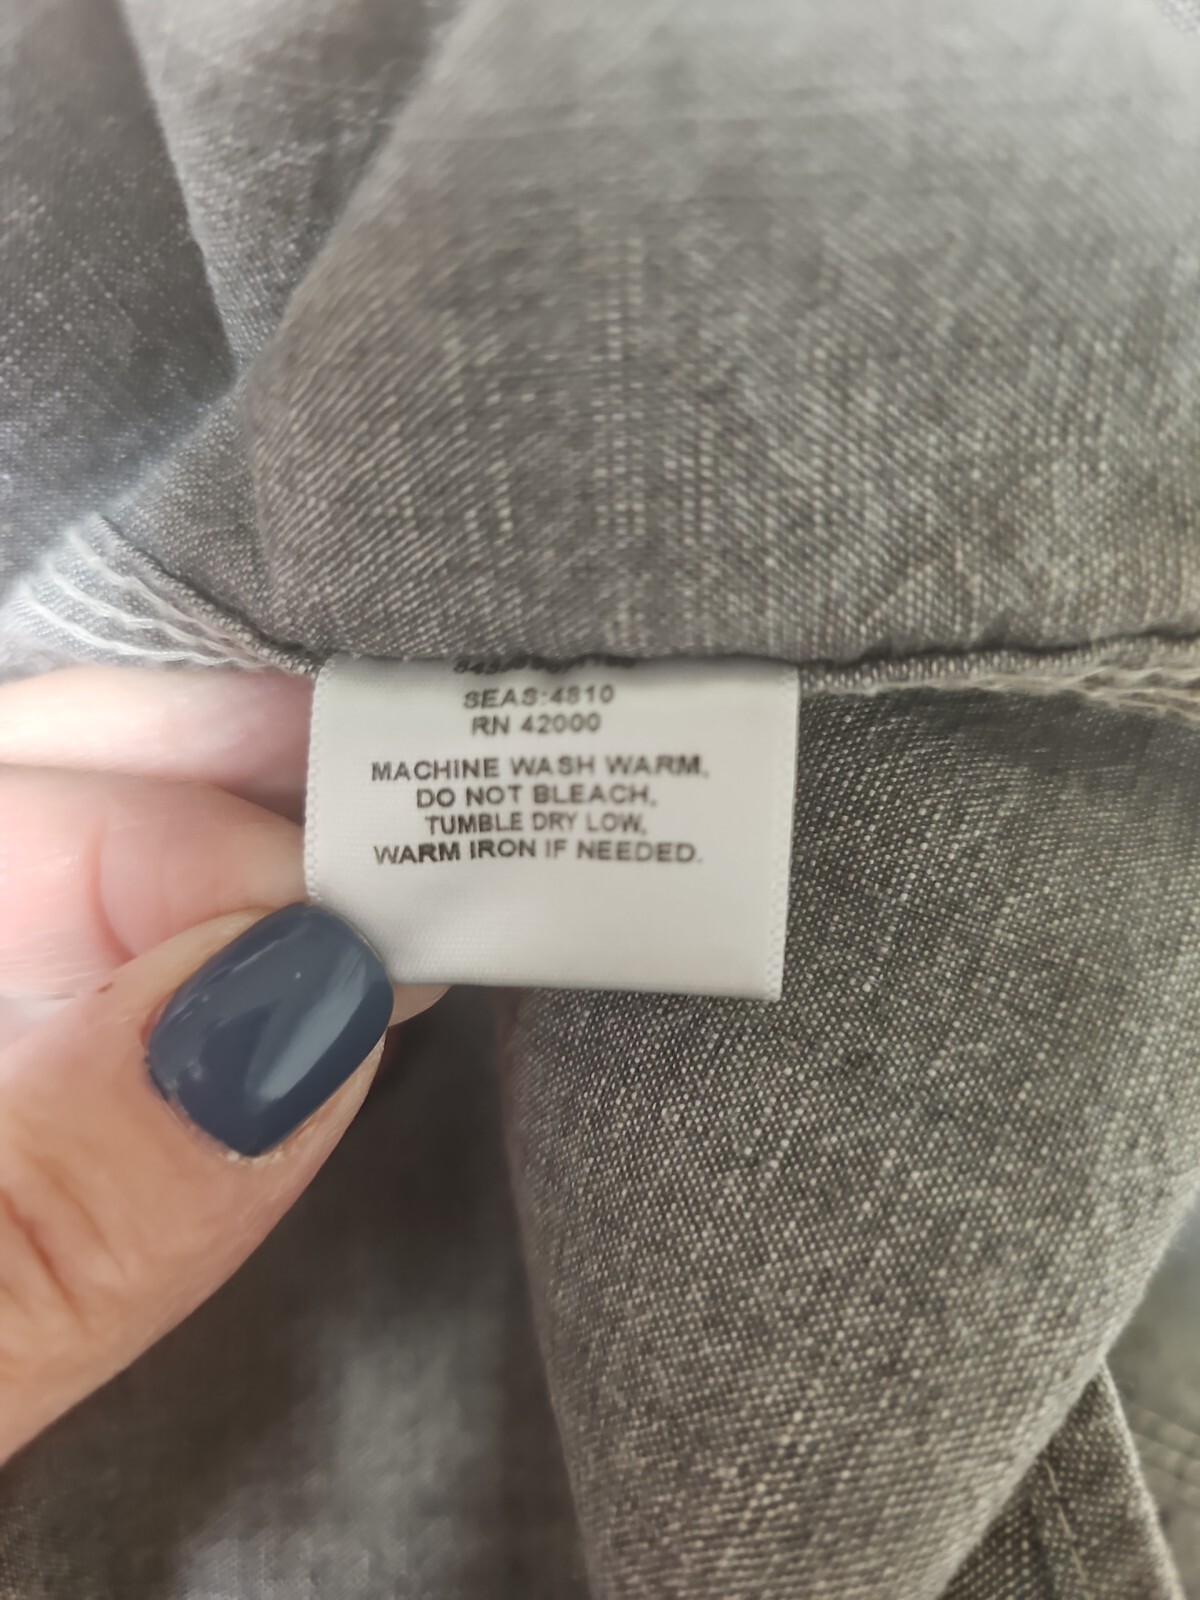 SEAS:4810
RN 42000
MACHINE WASH WARM,
DO NOT BLEACH,
TUMBLE DRY LOW,
WARM IRON IF NEEDED.